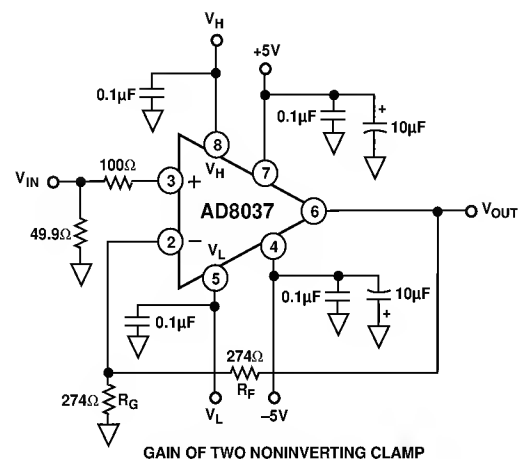 V_H
+5V
0.1µF
0.1µF
+
10µF
8
V_H
7
V_IN
100Ω
3
+
AD8037
6
V_OUT
49.9Ω
2
−
V_L
4
5
0.1µF
0.1µF
10µF
+
274Ω
R_F
274Ω
R_G
V_L
−5V
GAIN OF TWO NONINVERTING CLAMP